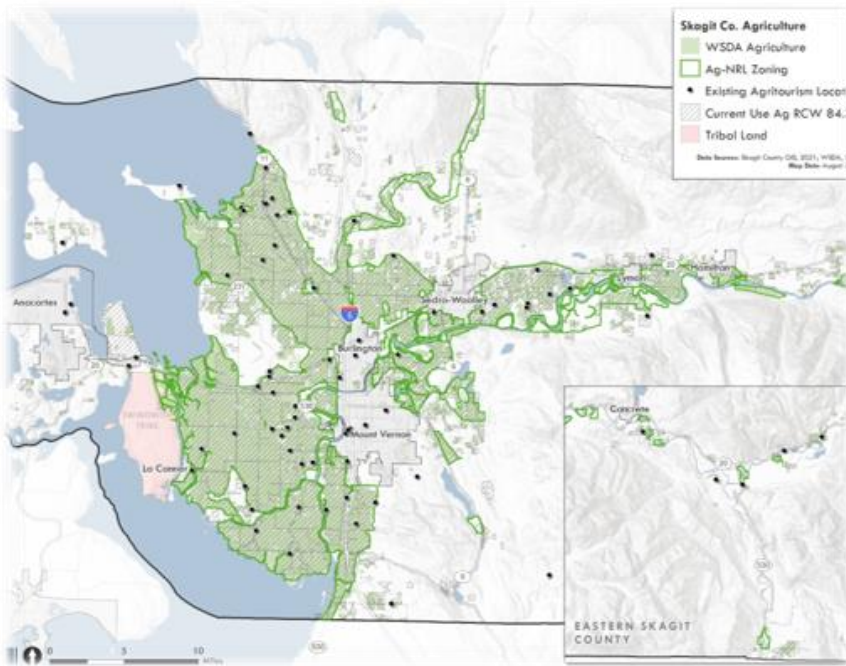 Skagit Co. Agriculture
WSDA Agriculture
Ag-NRL Zoning
Existing Agritourism Locat
Current Use Ag RCW 84.
Tribal Land
Data Sources: Skagit County GIS, 2021; WSDA,
Map Date: August
Anacortes
Sedro-Woolley
Lyman
Hamilton
Burlington
Mount Vernon
La Conner
Concrete
EASTERN SKAGIT
COUNTY
0 5 10
Miles